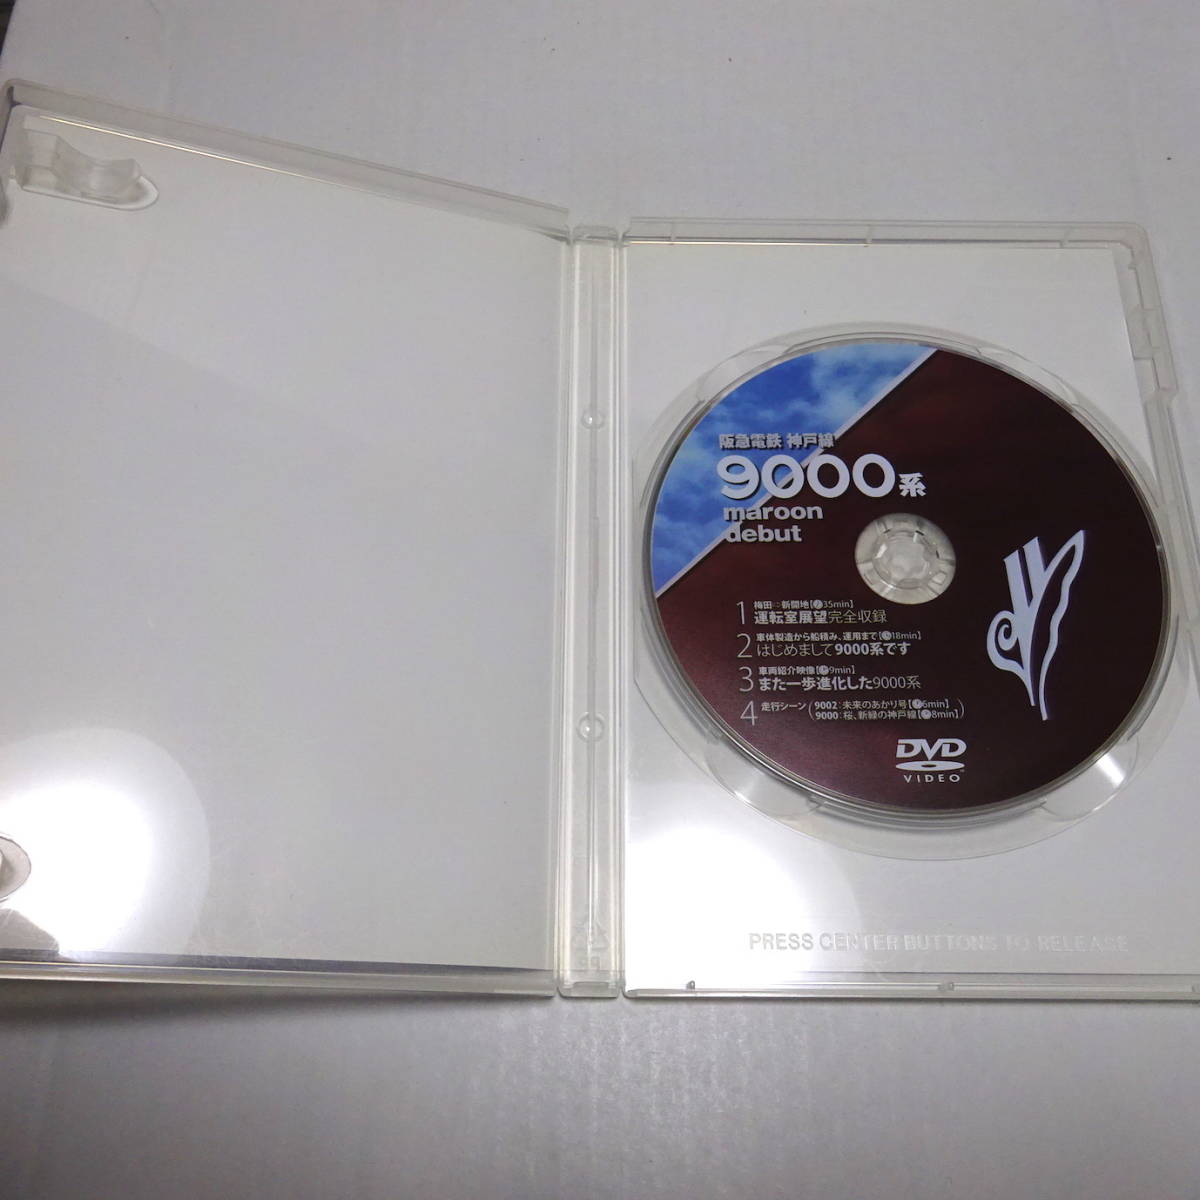 阪急電鉄 神戸線
9000系
maroon
debut
1 梅田⇨新開地【35min】
運転室展望完全収録
2 車体製造から船積み、運用まで【18min】
はじめまして9000系です
3 車両紹介映像【9min】
また一歩進化した9000系
4 走行シーン
9002:未来のあかり号【6min】
9000:桜、新緑の神戸線【8min】
DVD
VIDEO
PRESS CENTER BUTTONS TO RELEASE